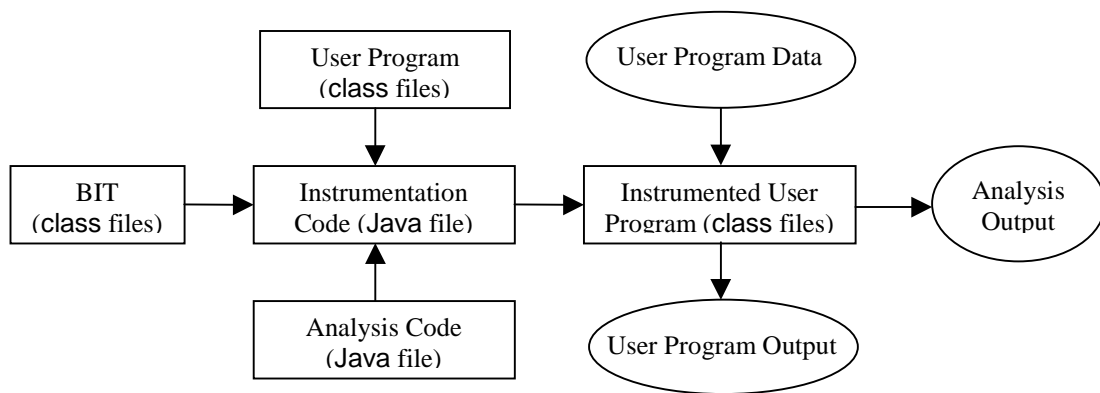 User Program
(class files)
User Program Data
BIT
(class files)
Instrumentation
Code (Java file)
Instrumented User
Program (class files)
Analysis
Output
Analysis Code
(Java file)
User Program Output